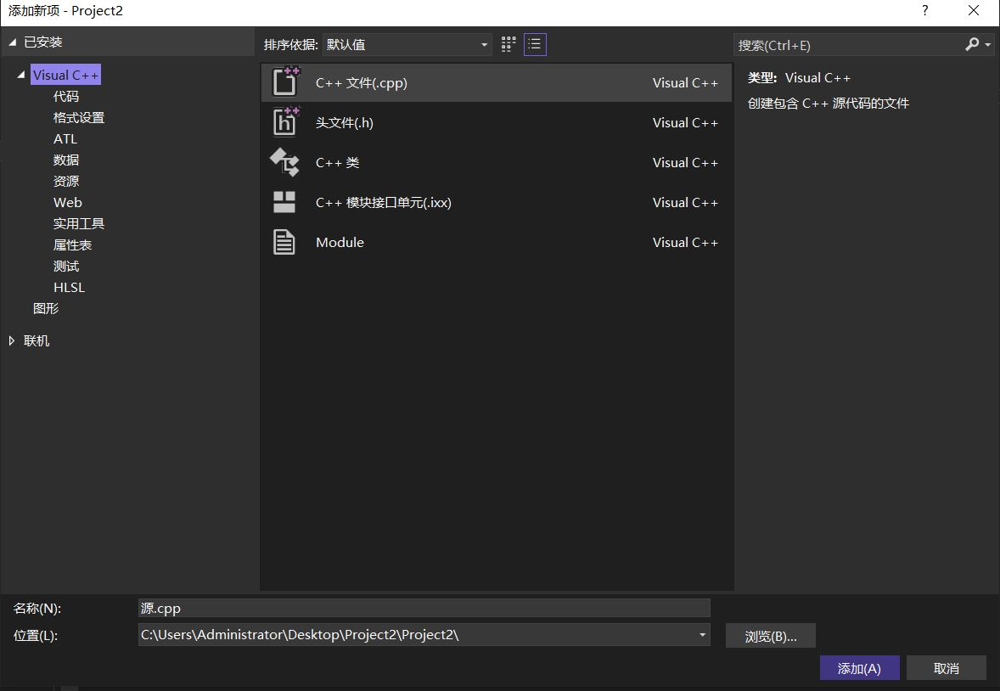 添加新项 - Project2
?
已安装
排序依据: 默认值
搜索(Ctrl+E)
Visual C++
代码
格式设置
ATL
数据
资源
Web
实用工具
属性表
测试
HLSL
图形
联机
C++ 文件(.cpp) Visual C++
头文件(.h) Visual C++
C++ 类 Visual C++
C++ 模块接口单元(.ixx) Visual C++
Module Visual C++
类型: Visual C++
创建包含 C++ 源代码的文件
名称(N): 源.cpp
位置(L): C:\Users\Administrator\Desktop\Project2\Project2\
浏览(B)...
添加(A) 取消